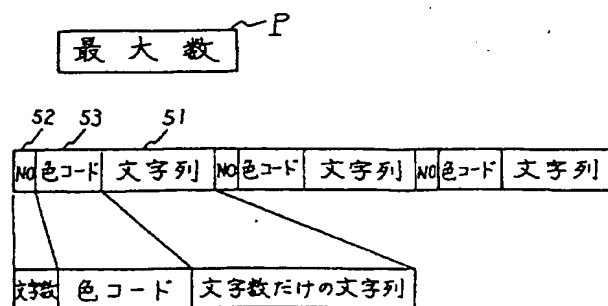 P
最大数
52 53 51
NO 色コード 文字列 NO 色コード 文字列 NO 色コード 文字列
文字数 色コード 文字数だけの文字列